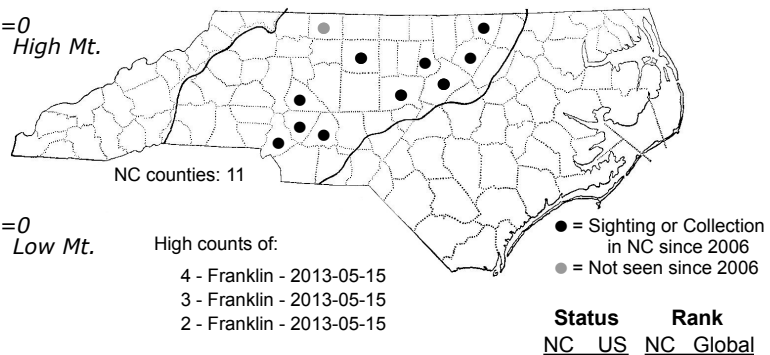 =0
High Mt.
NC counties: 11
=0
Low Mt.
High counts of:
4 - Franklin - 2013-05-15
3 - Franklin - 2013-05-15
2 - Franklin - 2013-05-15
= Sighting or Collection
in NC since 2006
= Not seen since 2006
Status Rank
NC US NC Global